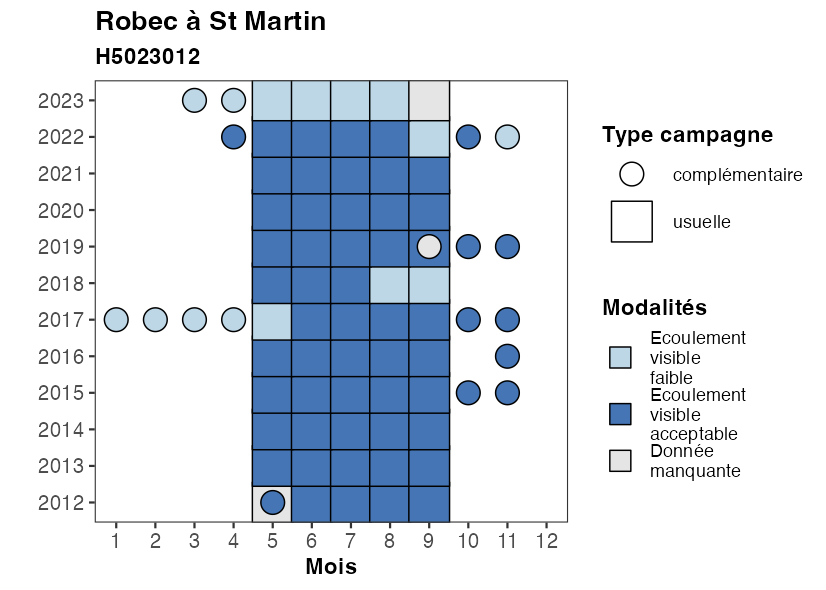 Robec à St Martin
H5023012
2023
2022
2021
2020
2019
2018
2017
2016
2015
2014
2013
2012
1 2 3 4 5 6 7 8 9 10 11 12
Mois
Type campagne
complémentaire
usuelle
Modalités
Ecoulement
visible
faible
Ecoulement
visible
acceptable
Donnée
manquante